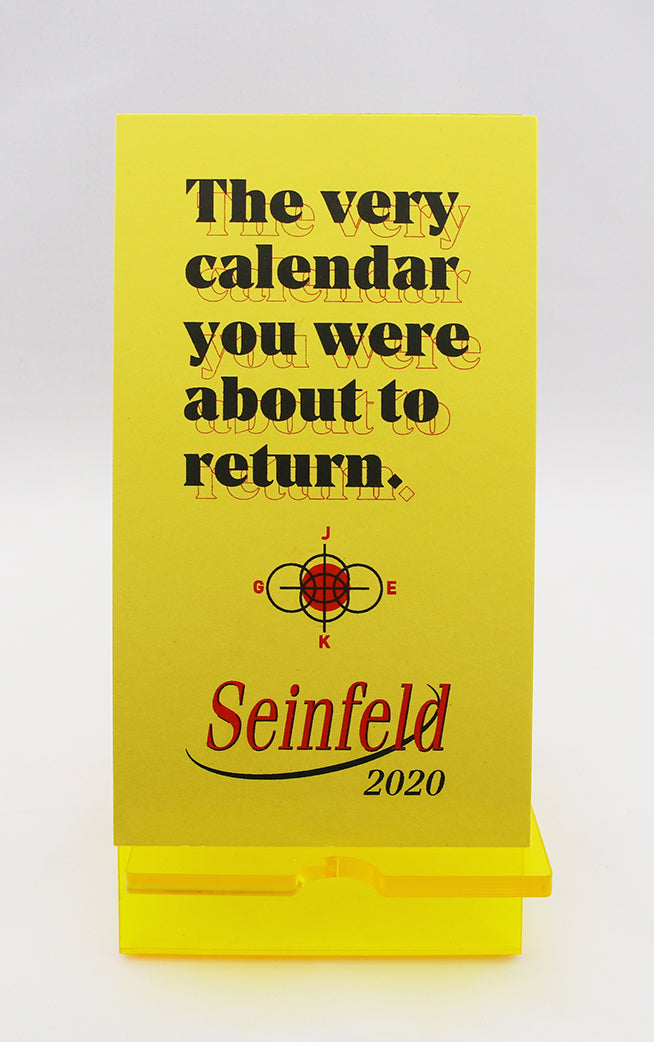 The very
calendar
you were
about to
return.
J
G E
K
Seinfeld
2020